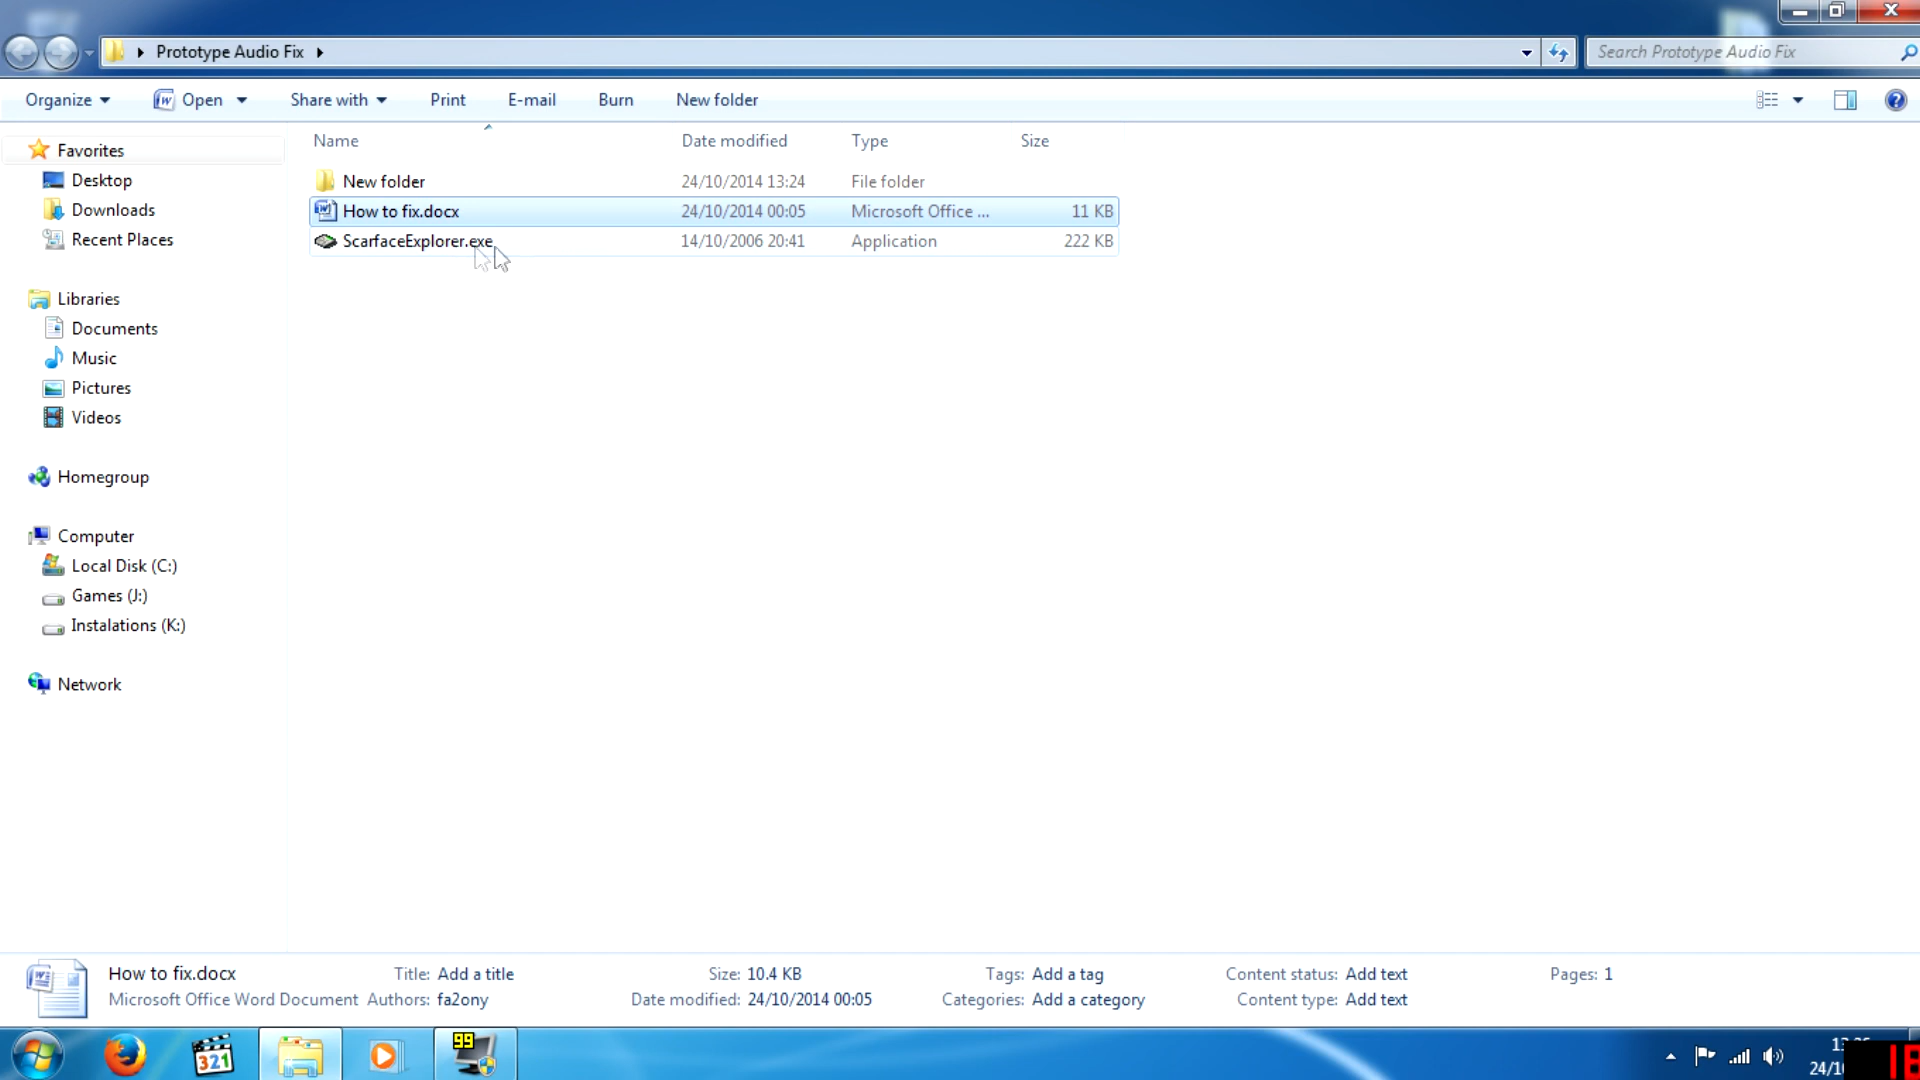 Prototype Audio Fix
Search Prototype Audio Fix
Organize Open Share with Print E-mail Burn New folder
Name Date modified Type Size
Favorites
Desktop
Downloads
Recent Places
Libraries
Documents
Music
Pictures
Videos
Homegroup
Computer
Local Disk (C:)
Games (J:)
Instalations (K:)
Network
New folder 24/10/2014 13:24 File folder
How to fix.docx 24/10/2014 00:05 Microsoft Office ... 11 KB
ScarfaceExplorer.exe 14/10/2006 20:41 Application 222 KB
How to fix.docx Title: Add a title Size: 10.4 KB Tags: Add a tag Content status: Add text Pages: 1
Microsoft Office Word Document Authors: fa2ony Date modified: 24/10/2014 00:05 Categories: Add a category Content type: Add text
321
99